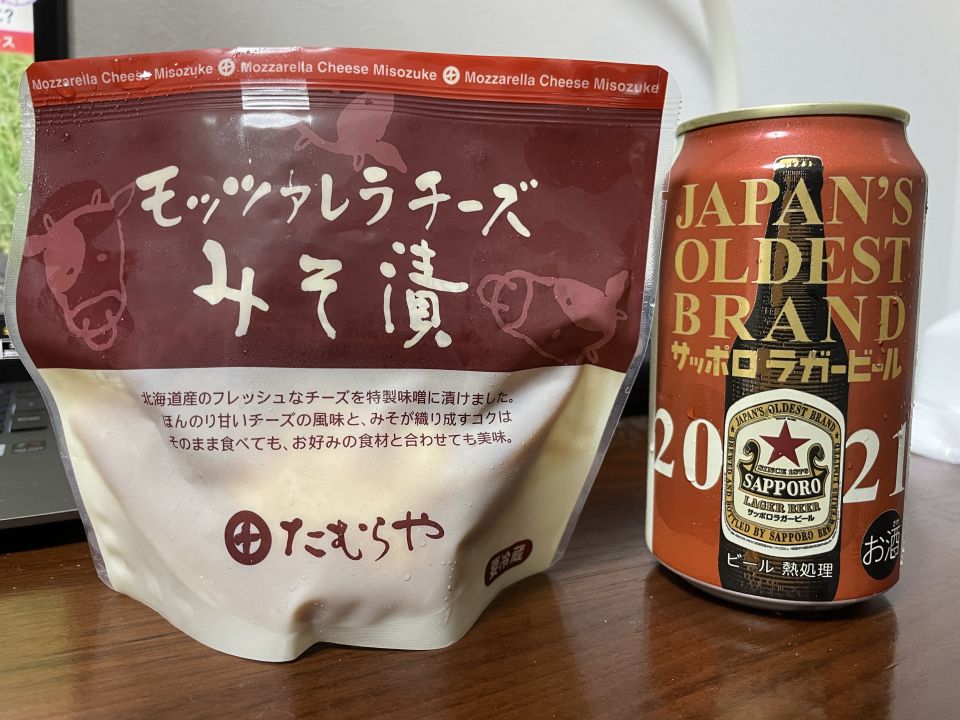 Mozzarella Cheese Misozuke Mozzarella Cheese Misozuke Mozzarella Cheese Misozuke
モッツァレラチーズ
みそ漬
北海道産のフレッシュなチーズを特製味噌に漬けました。
ほんのり甘いチーズの風味と、みそが織り成すコクは
そのまま食べても、お好みの食材と合わせても美味。
たむらや
要冷蔵
JAPAN'S
OLDEST
BRAND
サッポロラガービール
2021
JAPAN'S OLDEST BRAND
SINCE 1876
SAPPORO
LAGER BEER
サッポロラガービール
BREWED AND BOTTLED BY SAPPORO
ビール 熱処理
お酒